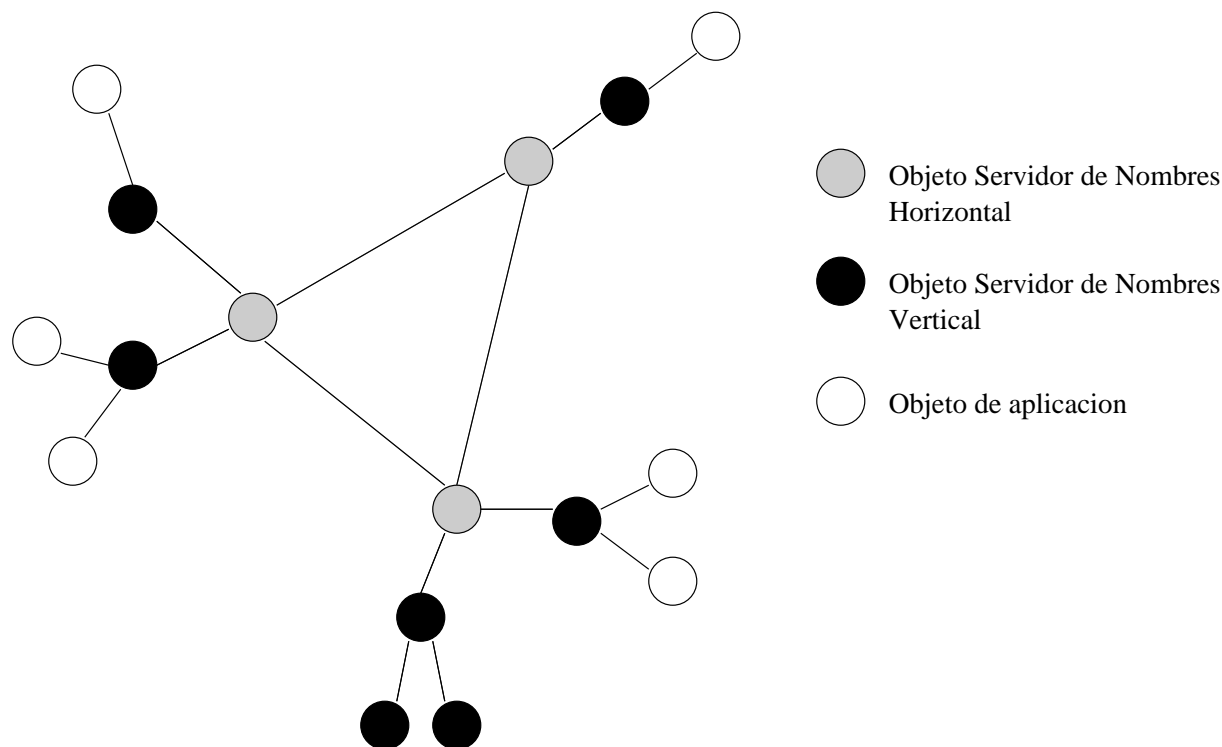 Objeto Servidor de Nombres
Horizontal
Objeto Servidor de Nombres
Vertical
Objeto de aplicacion